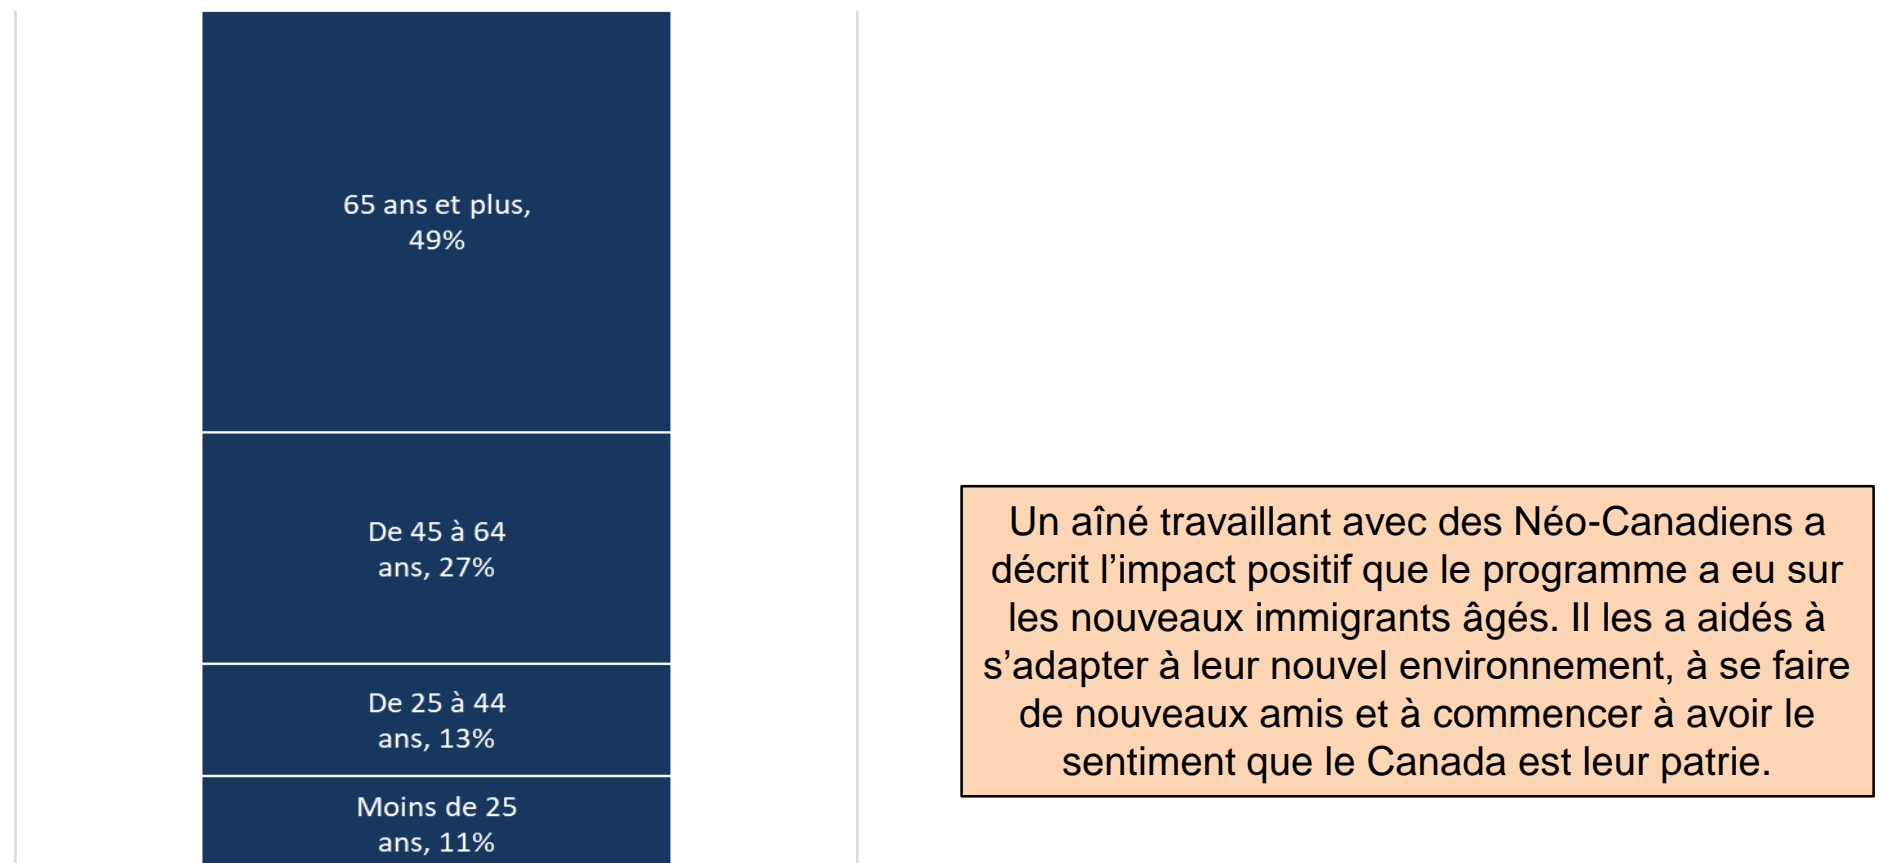 65 ans et plus,
49%
De 45 à 64
ans, 27%
De 25 à 44
ans, 13%
Moins de 25
ans, 11%
Un aîné travaillant avec des Néo-Canadiens a
décrit l’impact positif que le programme a eu sur
les nouveaux immigrants âgés. Il les a aidés à
s’adapter à leur nouvel environnement, à se faire
de nouveaux amis et à commencer à avoir le
sentiment que le Canada est leur patrie.